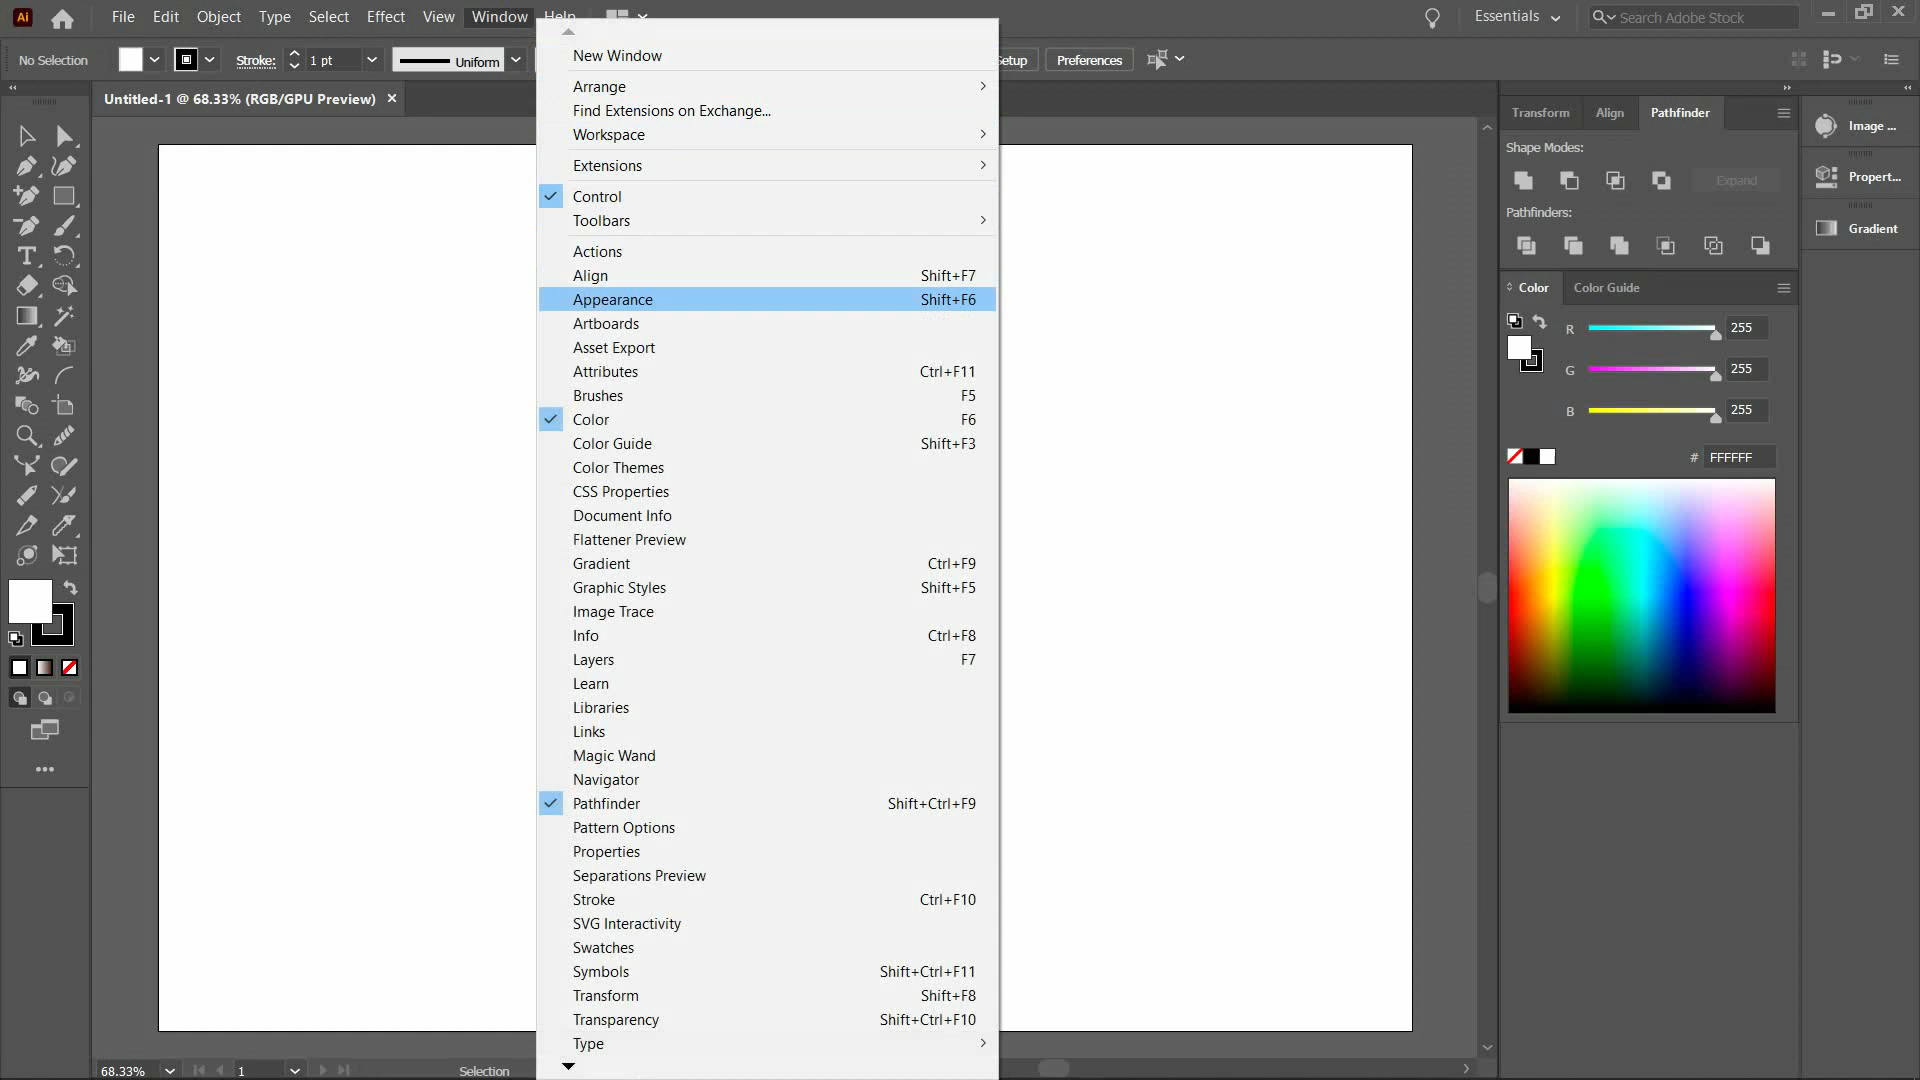 Ai
File Edit Object Type Select Effect View Window Help
Essentials
Search Adobe Stock
No Selection
Stroke:
1 pt
Uniform
Preferences
Untitled-1 @ 68.33% (RGB/GPU Preview)
New Window
Arrange
Find Extensions on Exchange...
Workspace
Extensions
Control
Toolbars
Actions
Align Shift+F7
Appearance Shift+F6
Artboards
Asset Export
Attributes Ctrl+F11
Brushes F5
Color F6
Color Guide Shift+F3
Color Themes
CSS Properties
Document Info
Flattener Preview
Gradient Ctrl+F9
Graphic Styles Shift+F5
Image Trace
Info Ctrl+F8
Layers F7
Learn
Libraries
Links
Magic Wand
Navigator
Pathfinder Shift+Ctrl+F9
Pattern Options
Properties
Separations Preview
Stroke Ctrl+F10
SVG Interactivity
Swatches
Symbols Shift+Ctrl+F11
Transform Shift+F8
Transparency Shift+Ctrl+F10
Type
Transform Align Pathfinder
Shape Modes:
Expand
Pathfinders:
Color Color Guide
R 255
G 255
B 255
# FFFFFF
Image ...
Propert...
Gradient
68.33%
1
Selection